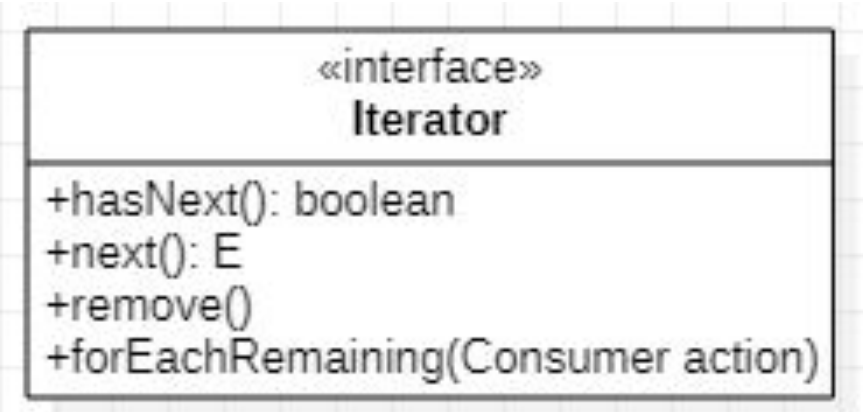 «interface»
Iterator
+hasNext(): boolean
+next(): E
+remove()
+forEachRemaining(Consumer action)